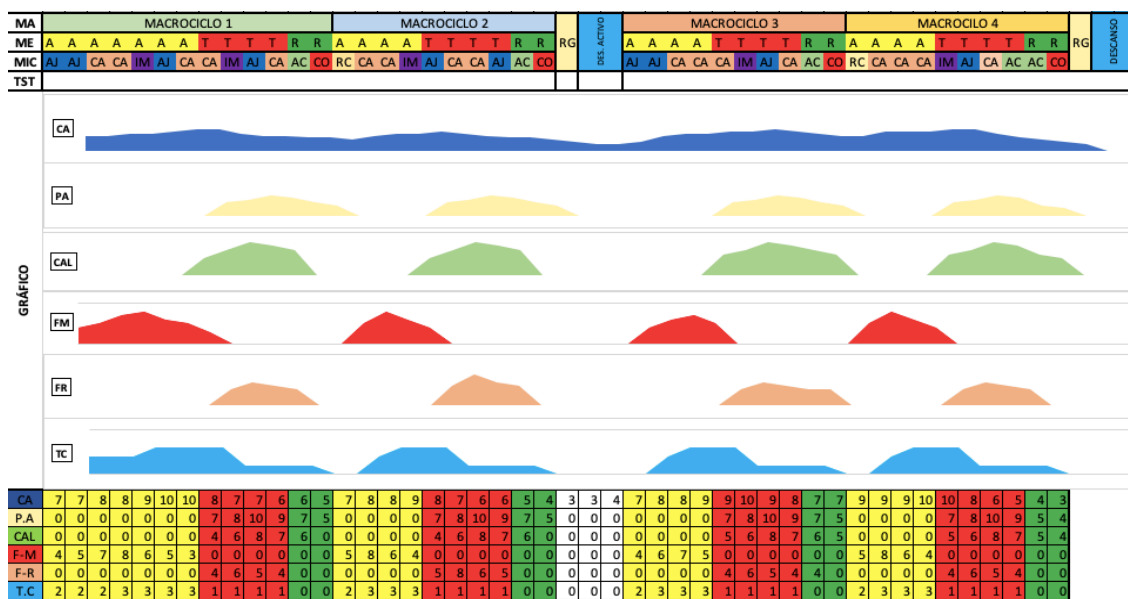 MA MACROCICLO 1 MACROCICLO 2 RG DES. ACTIVO MACROCICLO 3 MACROCILO 4 RG DESCANSO
ME A A A A A A A T T T T R R A A A A T T T T R R A A A A T T T T R R A A A A T T T T R R
MIC AJ AJ CA CA IM AJ CA CA IM AJ CA AC CO RC CA CA IM AJ CA CA AJ AC CO AJ AJ CA CA CA IM AJ CA AC CO RC CA CA CA IM AJ CA AC AC CO
TST
GRÁFICO
CA
PA
CAL
FM
FR
TC
CA 7 7 8 8 9 10 10 8 7 7 6 6 5 7 8 8 9 8 7 6 6 5 4 3 3 4 7 8 8 9 9 10 9 8 7 7 9 9 9 10 10 8 6 5 4 3
P.A 0 0 0 0 0 0 0 7 8 10 9 7 5 0 0 0 0 7 8 10 9 7 5 0 0 0 0 0 0 0 7 8 10 9 7 5 0 0 0 0 7 8 10 9 5 4
CAL 0 0 0 0 0 0 0 4 6 8 7 6 0 0 0 0 0 4 6 8 7 6 0 0 0 0 0 0 0 0 5 6 8 7 6 5 0 0 0 0 5 6 8 7 5 4
F-M 4 5 7 8 6 5 3 0 0 0 0 0 0 5 8 6 4 0 0 0 0 0 0 0 0 0 4 6 7 5 0 0 0 0 0 0 5 8 6 4 0 0 0 0 0 0
F-R 0 0 0 0 0 0 0 4 6 5 4 0 0 0 0 0 0 5 8 6 5 0 0 0 0 0 0 0 0 0 4 6 5 4 4 0 0 0 0 0 4 6 5 4 0 0
T.C 2 2 2 3 3 3 3 1 1 1 1 0 0 2 3 3 3 1 1 1 1 0 0 0 0 0 2 3 3 3 1 1 1 1 0 0 2 3 3 3 1 1 1 1 0 0